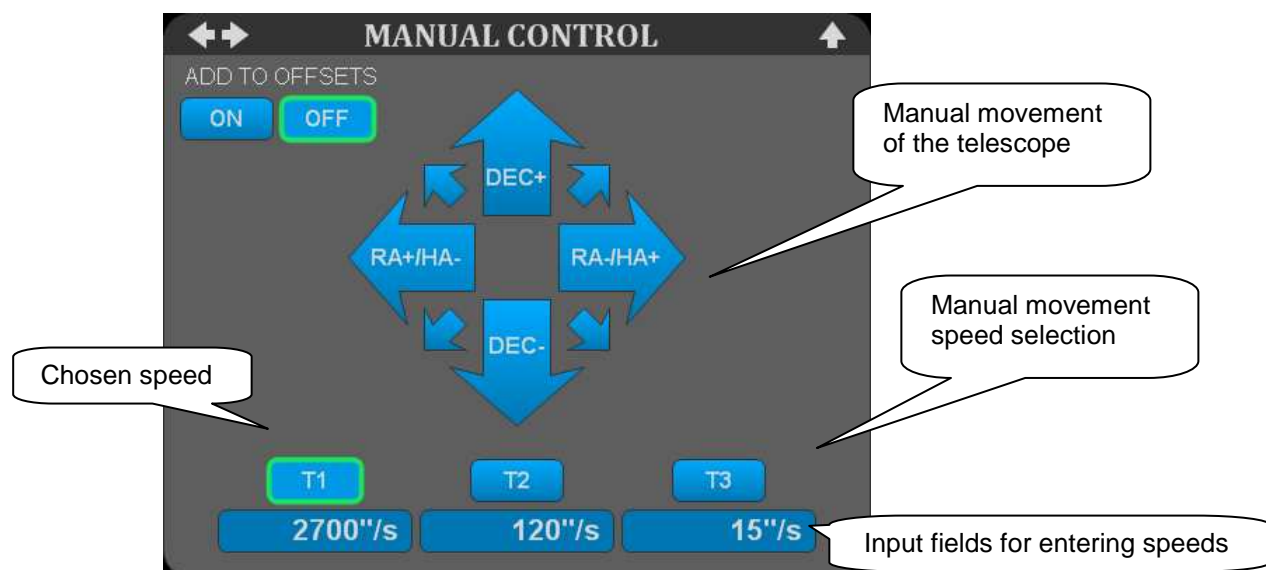 MANUAL CONTROL
ADD TO OFFSETS
ON OFF
Manual movement
of the telescope
DEC+
RA+/HA- RA-/HA+
DEC-
Manual movement
speed selection
Chosen speed
T1 T2 T3
2700"/s 120"/s 15"/s
Input fields for entering speeds